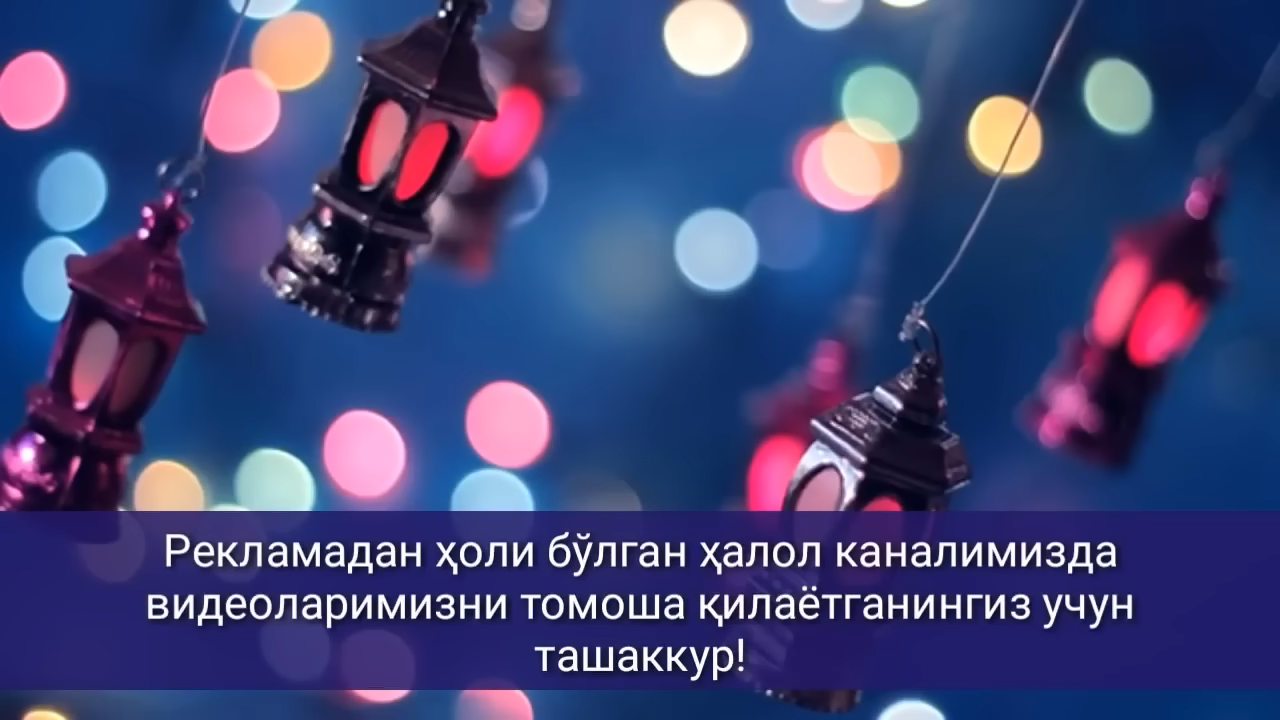 Рекламадан ҳоли бўлган ҳалол каналимизда
видеоларимизни томоша қилаётганингиз учун
ташаккур!